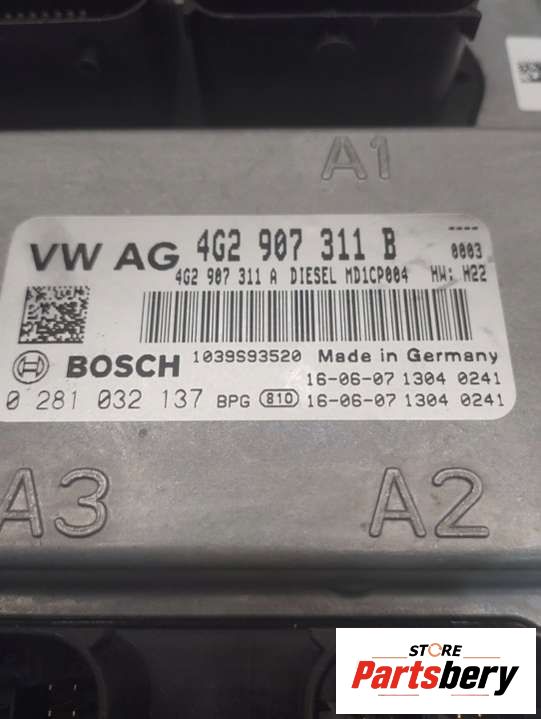 A1
VW AG 4G2 907 311 B ----
4G2 907 311 A DIESEL MD1CP004 0003
HW: H22
BOSCH 1039S93520 Made in Germany
16-06-07 1304 0241
0 281 032 137 BPG 810 16-06-07 1304 0241
A3 A2
STORE
Partsbery